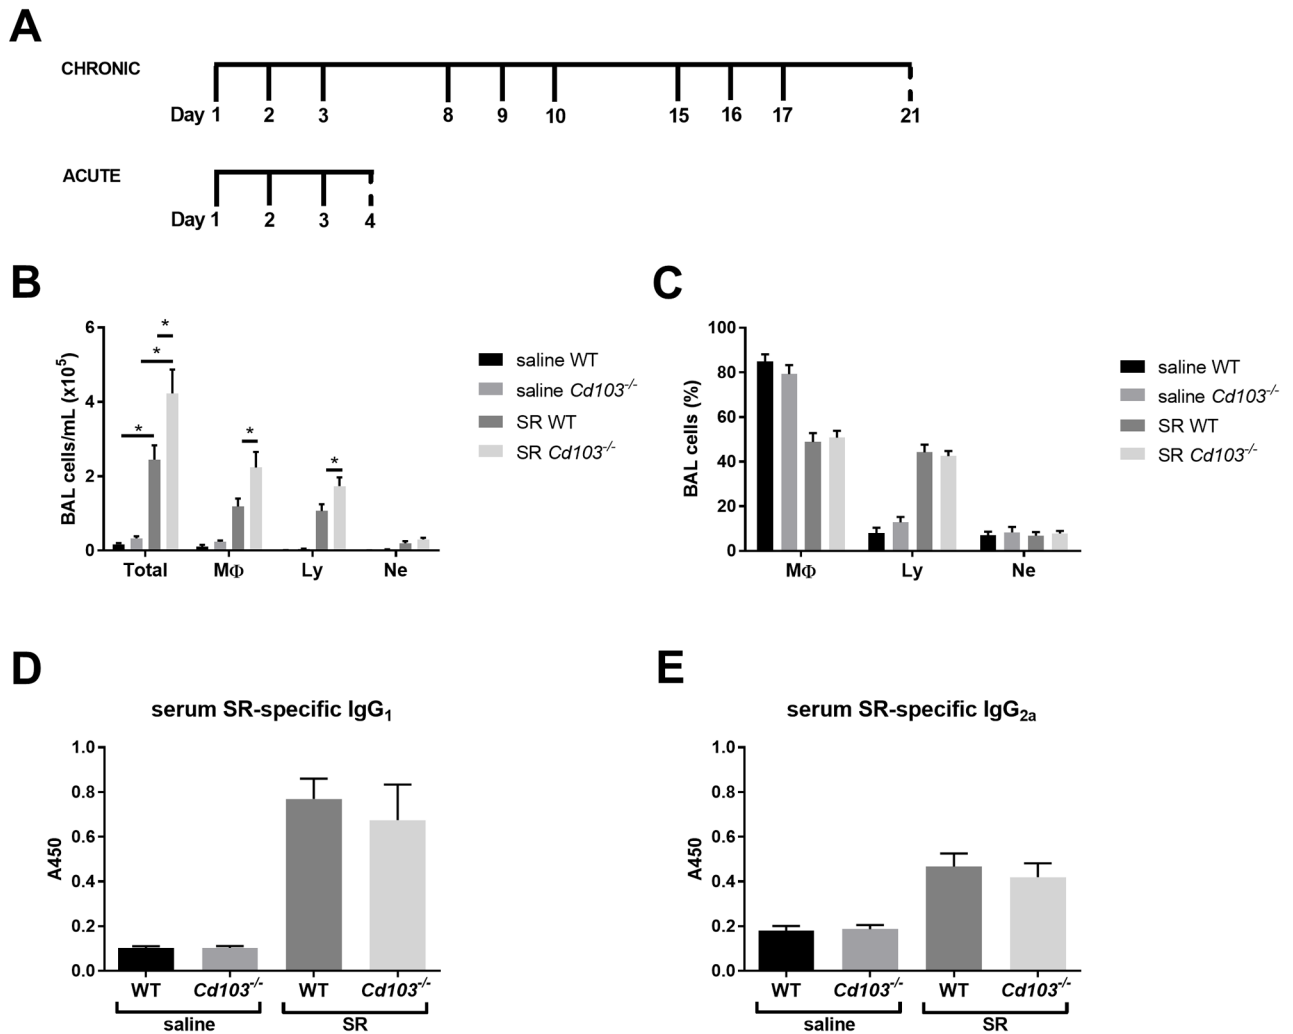 A
CHRONIC
Day 1 2 3 8 9 10 15 16 17 21
ACUTE
Day 1 2 3 4
B
BAL cells/mL (x10⁵)
6
4
2
0
* * * * *
Total MΦ Ly Ne
saline WT
saline Cd103⁻/⁻
SR WT
SR Cd103⁻/⁻
C
BAL cells (%)
100
80
60
40
20
0
MΦ Ly Ne
saline WT
saline Cd103⁻/⁻
SR WT
SR Cd103⁻/⁻
D
serum SR-specific IgG₁
A450
1.0
0.8
0.6
0.4
0.2
0.0
WT Cd103⁻/⁻ WT Cd103⁻/⁻
saline SR
E
serum SR-specific IgG₂ₐ
A450
1.0
0.8
0.6
0.4
0.2
0.0
WT Cd103⁻/⁻ WT Cd103⁻/⁻
saline SR